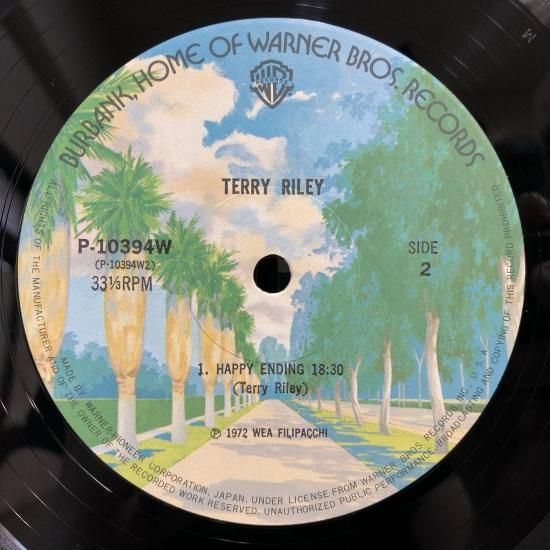 BURBANK, HOME OF WARNER BROS. RECORDS
RECORDS
TERRY RILEY
P-10394W
(P-10394W2)
33⅓RPM
SIDE
2
1. HAPPY ENDING 18:30
(Terry Riley)
Ⓟ 1972 WEA FILIPACCHI
MADE BY WARNER-PIONEER CORPORATION, JAPAN, UNDER LICENSE FROM WARNER BROS. RECORDS INC., U.S.A.
ALL RIGHTS OF THE MANUFACTURER AND OF THE OWNER OF THE RECORDED WORK RESERVED. UNAUTHORIZED PUBLIC PERFORMANCE, BROADCASTING AND COPYING OF THIS RECORD PROHIBITED.